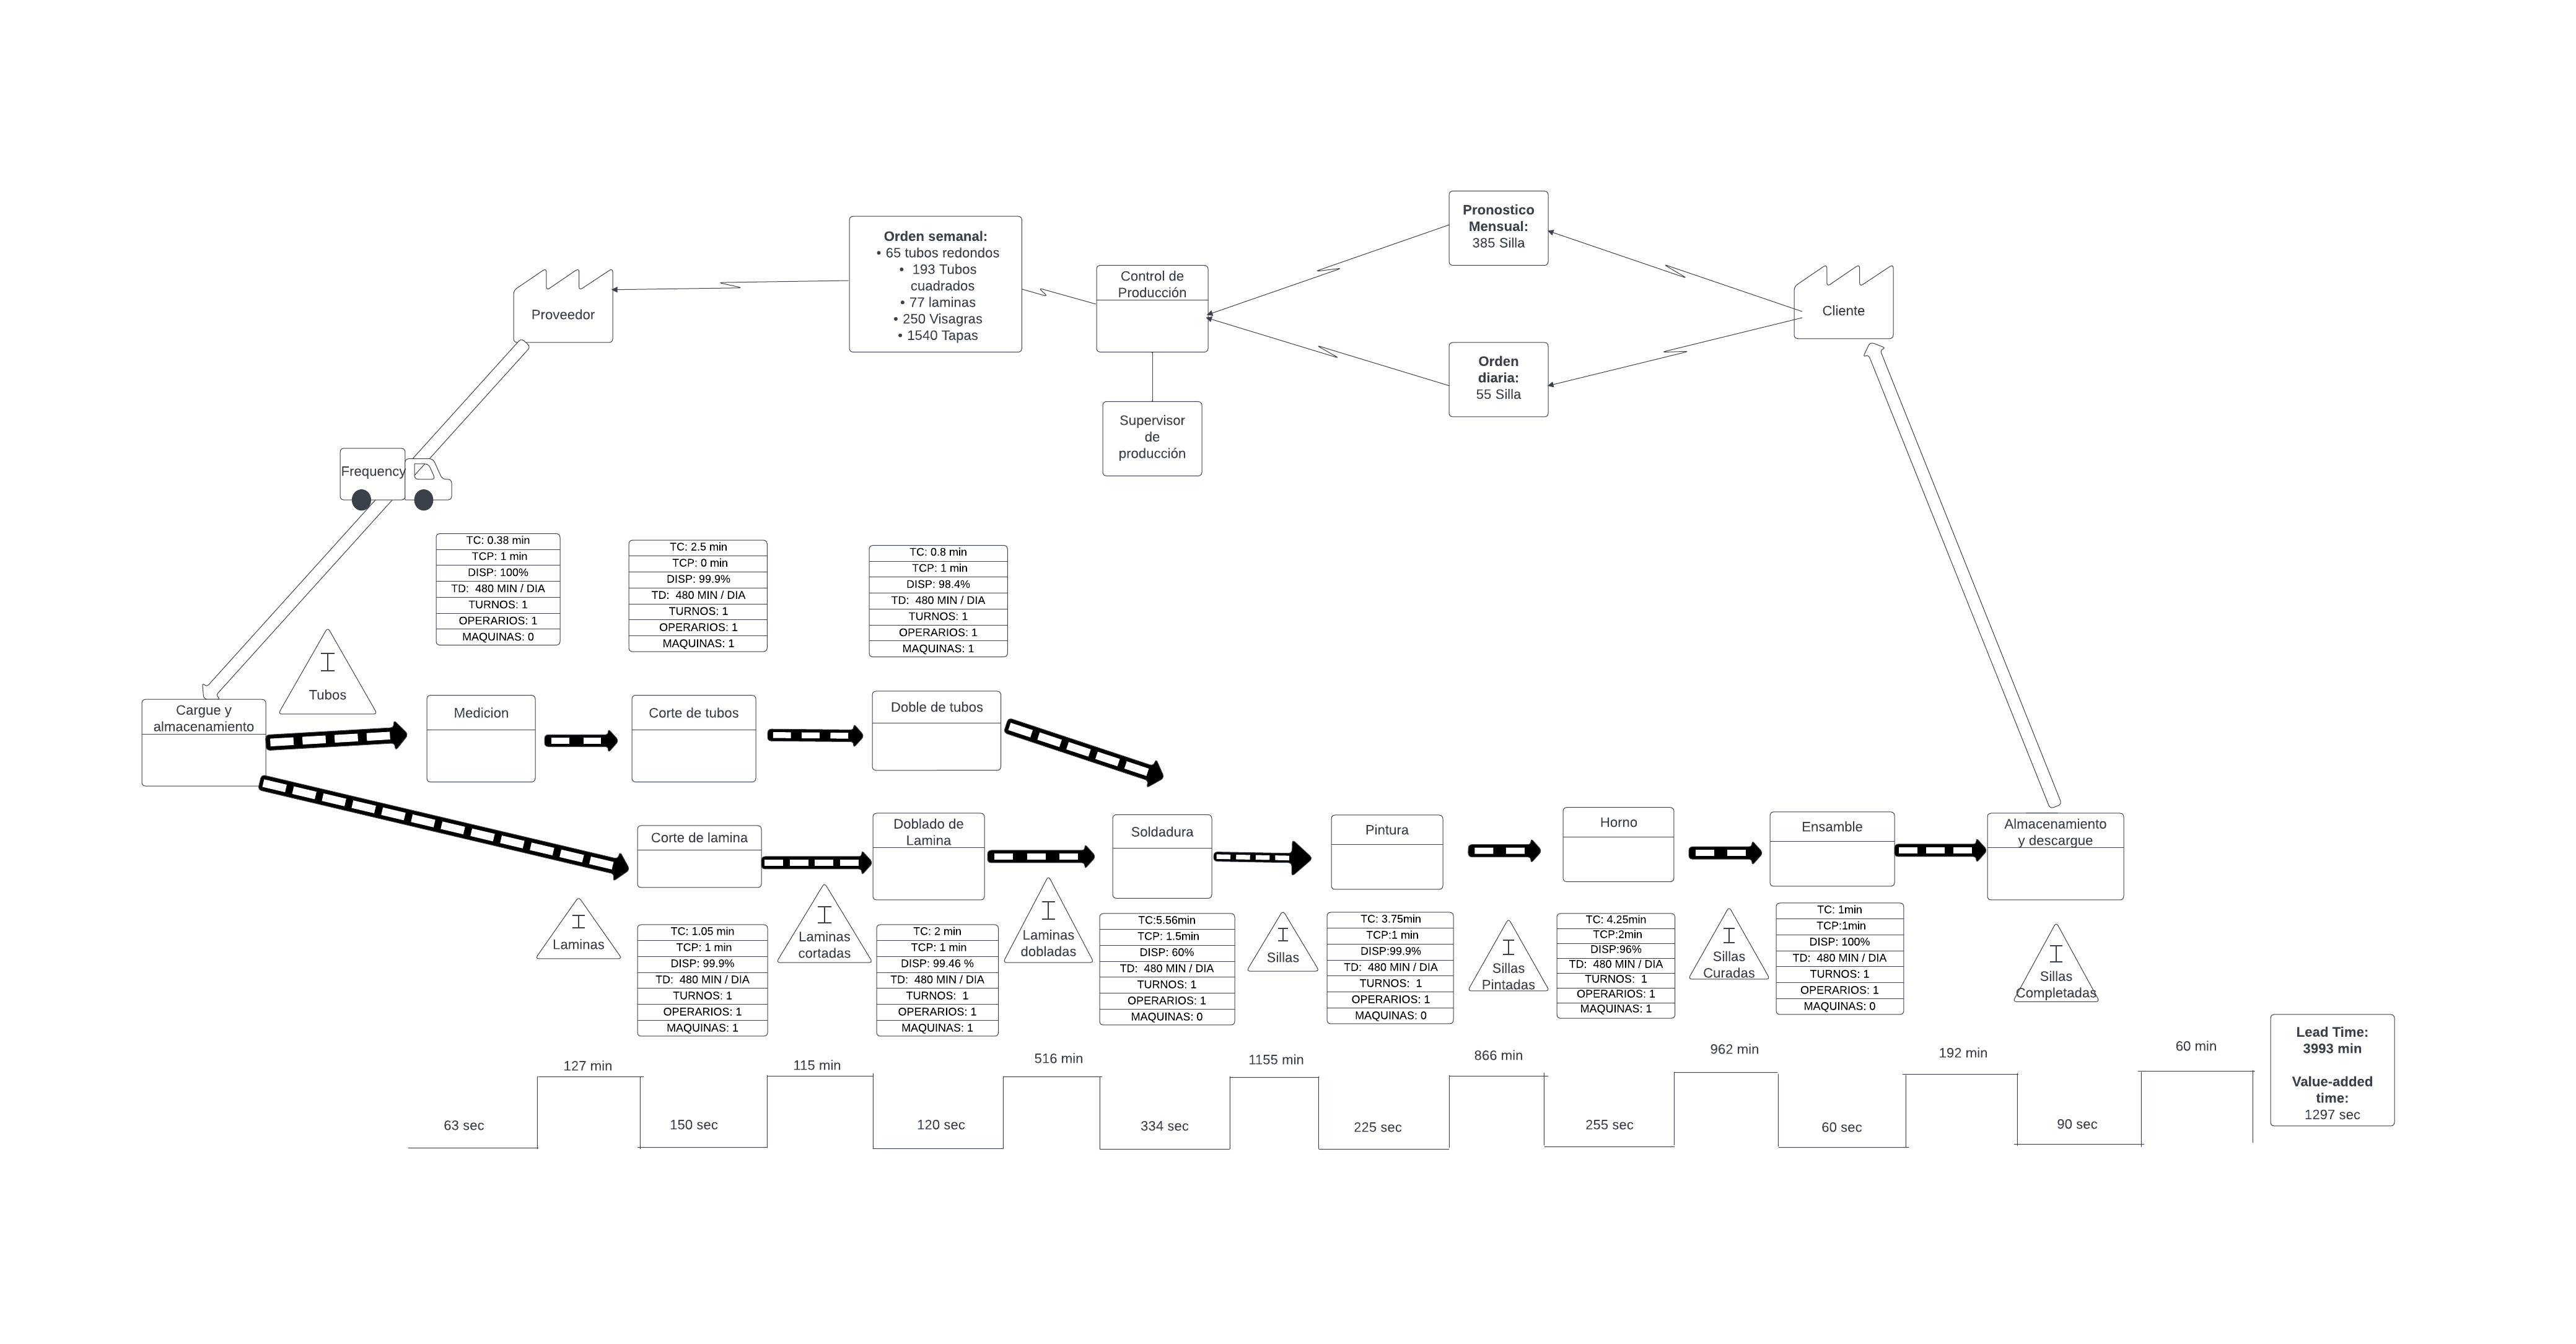 Pronostico
Mensual:
385 Silla
Orden semanal:
• 65 tubos redondos
• 193 Tubos
cuadrados
• 77 laminas
• 250 Visagras
• 1540 Tapas
Control de
Producción
Proveedor
Cliente
Orden
diaria:
55 Silla
Supervisor
de
producción
Frequency
TC: 0.38 min
TCP: 1 min
DISP: 100%
TD: 480 MIN / DIA
TURNOS: 1
OPERARIOS: 1
MAQUINAS: 0
TC: 2.5 min
TCP: 0 min
DISP: 99.9%
TD: 480 MIN / DIA
TURNOS: 1
OPERARIOS: 1
MAQUINAS: 1
TC: 0.8 min
TCP: 1 min
DISP: 98.4%
TD: 480 MIN / DIA
TURNOS: 1
OPERARIOS: 1
MAQUINAS: 1
I
Tubos
Cargue y
almacenamiento
Medicion
Corte de tubos
Doble de tubos
Corte de lamina
Doblado de
Lamina
Soldadura
Pintura
Horno
Ensamble
Almacenamiento
y descargue
I
Laminas
TC: 1.05 min
TCP: 1 min
DISP: 99.9%
TD: 480 MIN / DIA
TURNOS: 1
OPERARIOS: 1
MAQUINAS: 1
I
Laminas
cortadas
TC: 2 min
TCP: 1 min
DISP: 99.46 %
TD: 480 MIN / DIA
TURNOS: 1
OPERARIOS: 1
MAQUINAS: 1
I
Laminas
dobladas
TC:5.56min
TCP: 1.5min
DISP: 60%
TD: 480 MIN / DIA
TURNOS: 1
OPERARIOS: 1
MAQUINAS: 0
I
Sillas
TC: 3.75min
TCP:1 min
DISP:99.9%
TD: 480 MIN / DIA
TURNOS: 1
OPERARIOS: 1
MAQUINAS: 0
I
Sillas
Pintadas
TC: 4.25min
TCP:2min
DISP:96%
TD: 480 MIN / DIA
TURNOS: 1
OPERARIOS: 1
MAQUINAS: 1
I
Sillas
Curadas
TC: 1min
TCP:1min
DISP: 100%
TD: 480 MIN / DIA
TURNOS: 1
OPERARIOS: 1
MAQUINAS: 0
I
Sillas
Completadas
63 sec
127 min
150 sec
115 min
120 sec
516 min
334 sec
1155 min
225 sec
866 min
255 sec
962 min
60 sec
192 min
90 sec
60 min
Lead Time:
3993 min
Value-added
time:
1297 sec